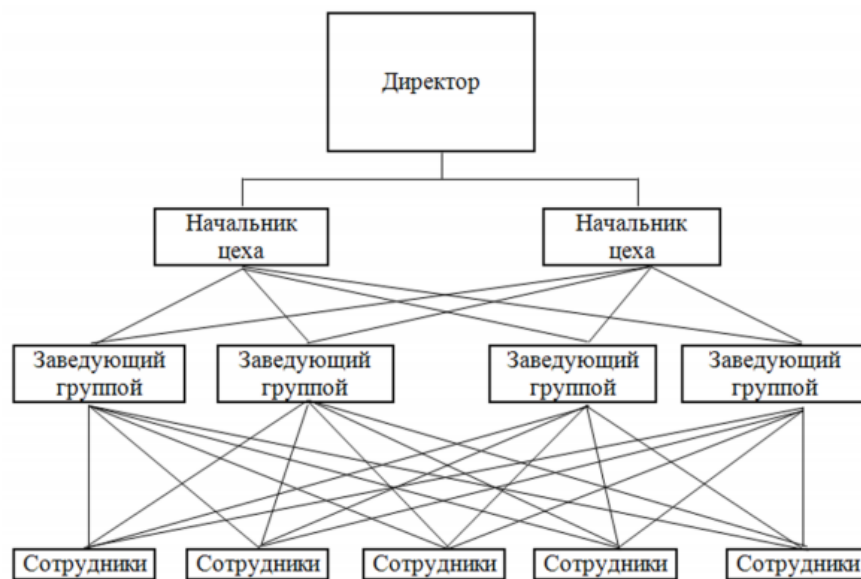 Директор
Начальник
цеха
Начальник
цеха
Заведующий
группой
Заведующий
группой
Заведующий
группой
Заведующий
группой
Сотрудники
Сотрудники
Сотрудники
Сотрудники
Сотрудники